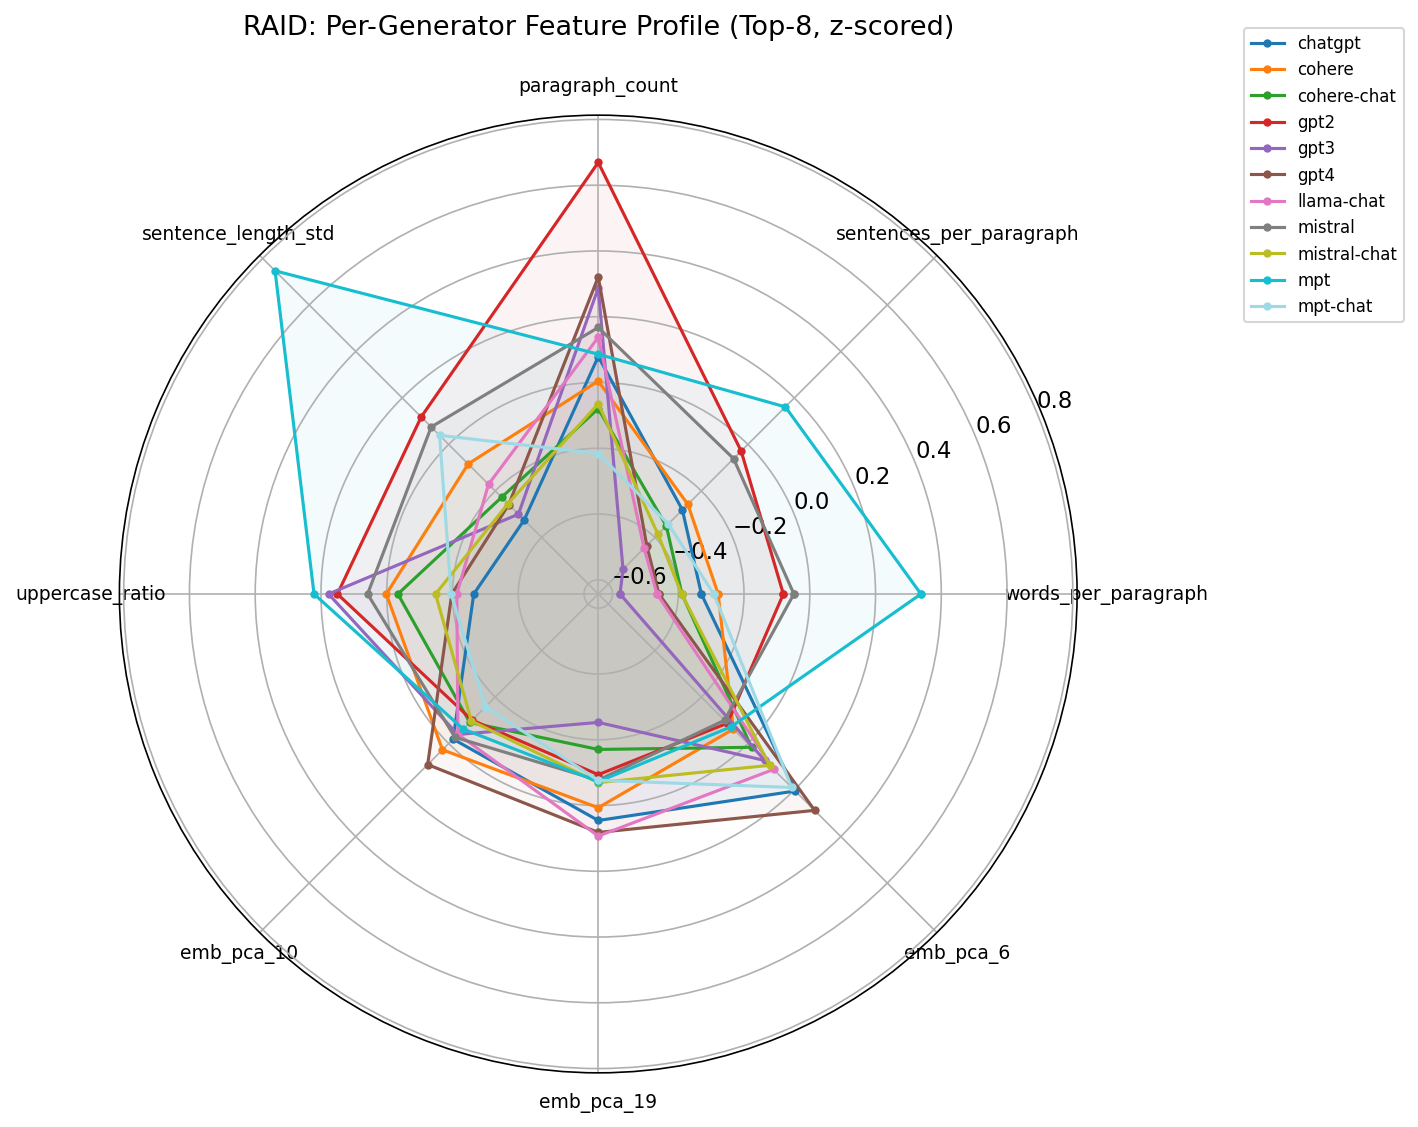 RAID: Per-Generator Feature Profile (Top-8, z-scored)
chatgpt
cohere
cohere-chat
gpt2
gpt3
gpt4
llama-chat
mistral
mistral-chat
mpt
mpt-chat
paragraph_count
sentence_length_std
sentences_per_paragraph
0.8
0.6
0.4
0.2
0.0
−0.2
−0.4
−0.6
uppercase_ratio
words_per_paragraph
emb_pca_10
emb_pca_6
emb_pca_19